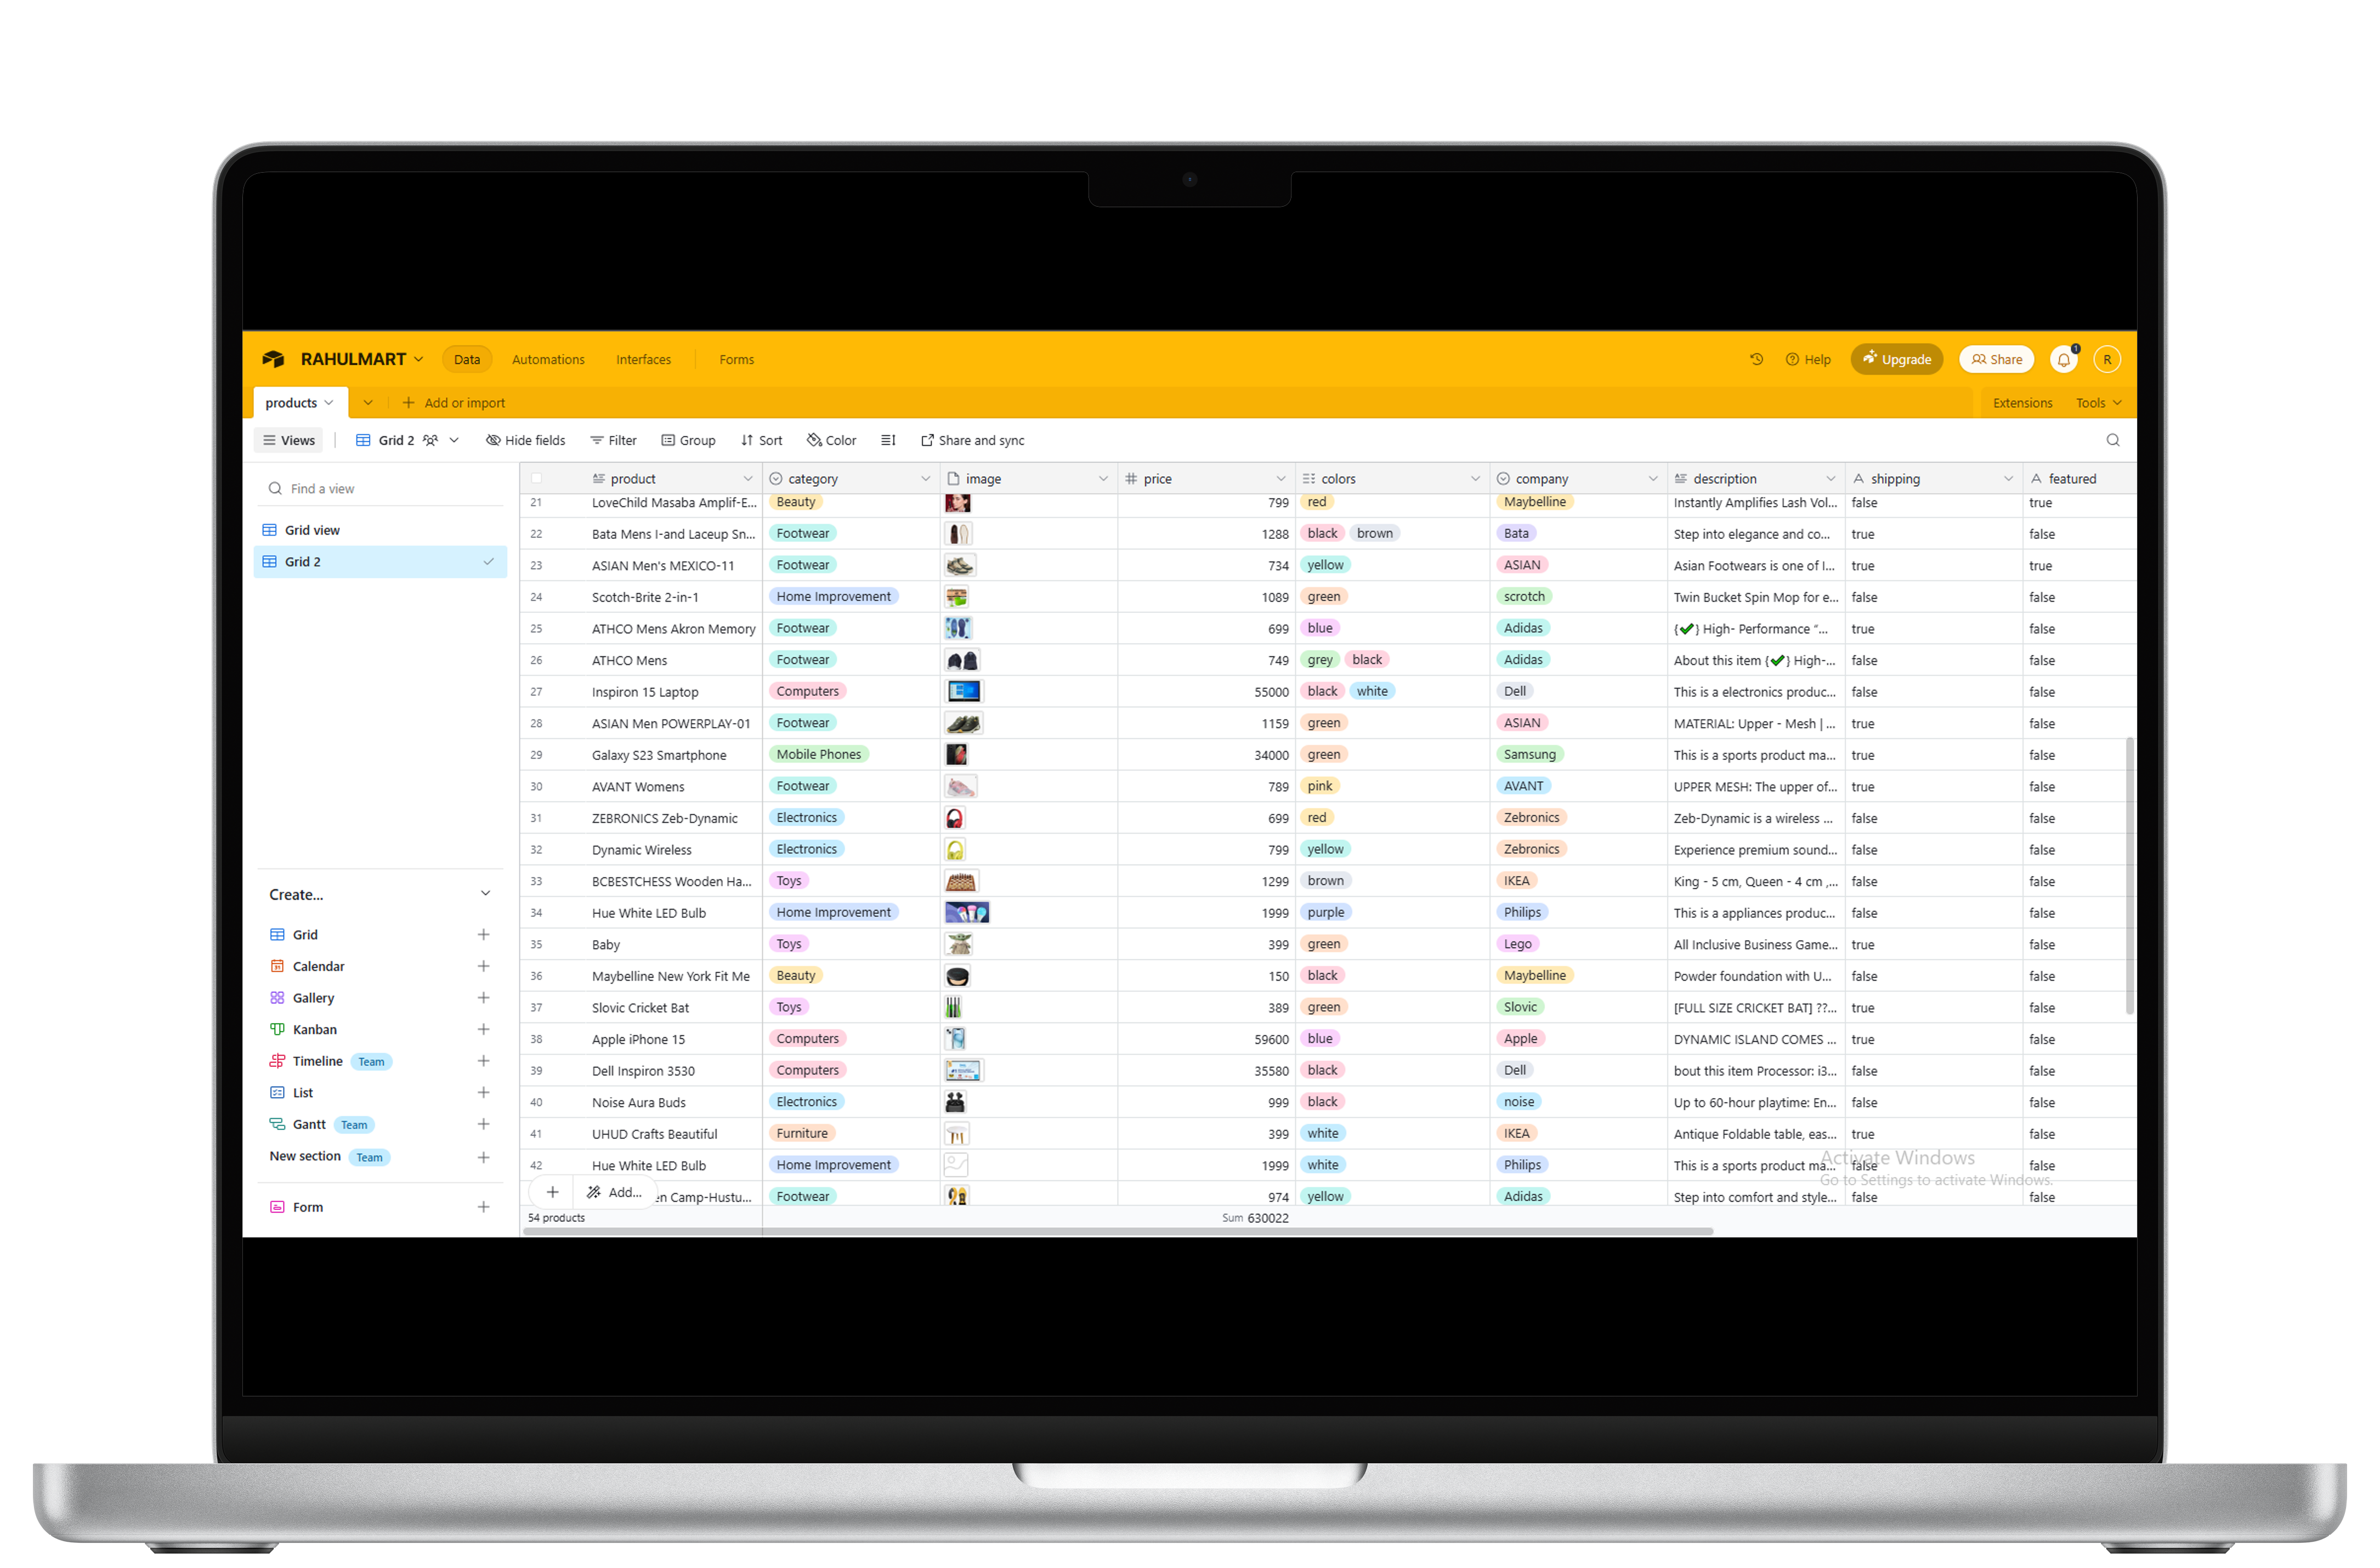 RAHULMART Data Automations Interfaces Forms Help Upgrade Share 1 R
products Add or import Extensions Tools
Views Grid 2 Hide fields Filter Group Sort Color Share and sync
Find a view
Grid view
Grid 2
Create...
Grid
Calendar
Gallery
Kanban
Timeline Team
List
Gantt Team
New section Team
Form
product category image price colors company description shipping featured
21 LoveChild Masaba Amplif-E... Beauty 799 red Maybelline Instantly Amplifies Lash Vol... false true
22 Bata Mens I-and Laceup Sn... Footwear 1288 black brown Bata Step into elegance and co... true false
23 ASIAN Men's MEXICO-11 Footwear 734 yellow ASIAN Asian Footwears is one of I... true true
24 Scotch-Brite 2-in-1 Home Improvement 1089 green scrotch Twin Bucket Spin Mop for e... false false
25 ATHCO Mens Akron Memory Footwear 699 blue Adidas {✔} High- Performance “... true false
26 ATHCO Mens Footwear 749 grey black Adidas About this item {✔} High-... false false
27 Inspiron 15 Laptop Computers 55000 black white Dell This is a electronics produc... false false
28 ASIAN Men POWERPLAY-01 Footwear 1159 green ASIAN MATERIAL: Upper - Mesh | ... true false
29 Galaxy S23 Smartphone Mobile Phones 34000 green Samsung This is a sports product ma... true false
30 AVANT Womens Footwear 789 pink AVANT UPPER MESH: The upper of... true false
31 ZEBRONICS Zeb-Dynamic Electronics 699 red Zebronics Zeb-Dynamic is a wireless ... false false
32 Dynamic Wireless Electronics 799 yellow Zebronics Experience premium sound... false false
33 BCBESTCHESS Wooden Ha... Toys 1299 brown IKEA King - 5 cm, Queen - 4 cm ,... false false
34 Hue White LED Bulb Home Improvement 1999 purple Philips This is a appliances produc... false false
35 Baby Toys 399 green Lego All Inclusive Business Game... true false
36 Maybelline New York Fit Me Beauty 150 black Maybelline Powder foundation with U... false false
37 Slovic Cricket Bat Toys 389 green Slovic [FULL SIZE CRICKET BAT] ??... true false
38 Apple iPhone 15 Computers 59600 blue Apple DYNAMIC ISLAND COMES ... true false
39 Dell Inspiron 3530 Computers 35580 black Dell bout this item Processor: i3... false false
40 Noise Aura Buds Electronics 999 black noise Up to 60-hour playtime: En... false false
41 UHUD Crafts Beautiful Furniture 399 white IKEA Antique Foldable table, eas... true false
42 Hue White LED Bulb Home Improvement 1999 white Philips This is a sports product ma... false false
Add... en Camp-Hustu... Footwear 974 yellow Adidas Step into comfort and style... false false
54 products Sum 630022
Activate Windows
Go to Settings to activate Windows.